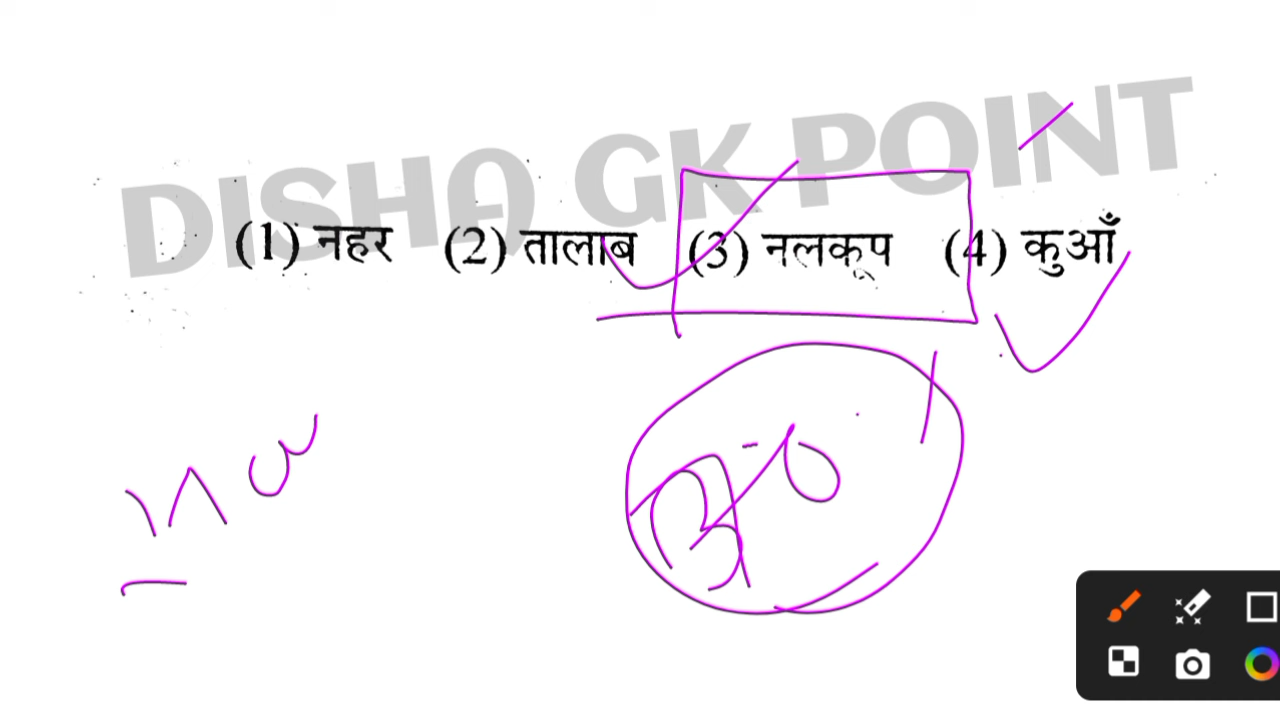 DISHA GK POINT
(1) नहर (2) तालाब (3) नलकूप (4) कुआँ